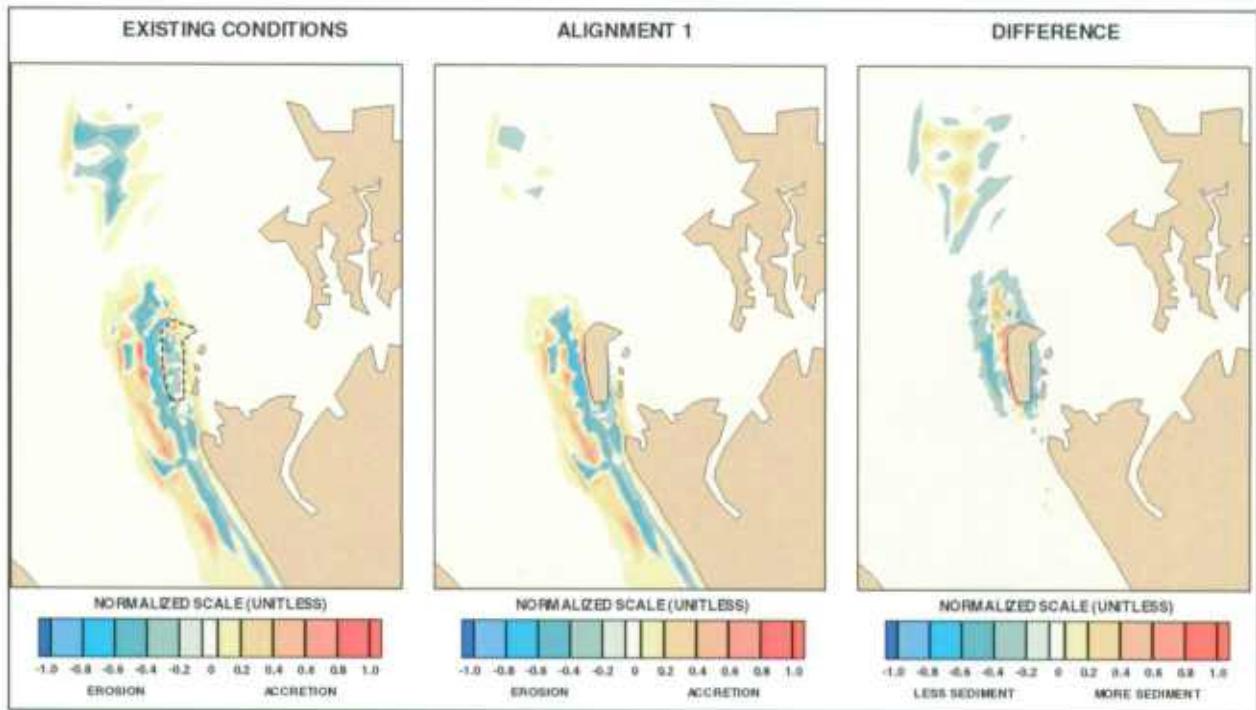 EXISTING CONDITIONS
ALIGNMENT 1
DIFFERENCE
NORMALIZED SCALE (UNITLESS)
-1.0 -0.8 -0.6 -0.4 -0.2 0 0.2 0.4 0.6 0.8 1.0
EROSION ACCRETION
NORMALIZED SCALE (UNITLESS)
-1.0 -0.8 -0.6 -0.4 -0.2 0 0.2 0.4 0.6 0.8 1.0
EROSION ACCRETION
NORMALIZED SCALE (UNITLESS)
-1.0 -0.8 -0.6 -0.4 -0.2 0 0.2 0.4 0.6 0.8 1.0
LESS SEDIMENT MORE SEDIMENT